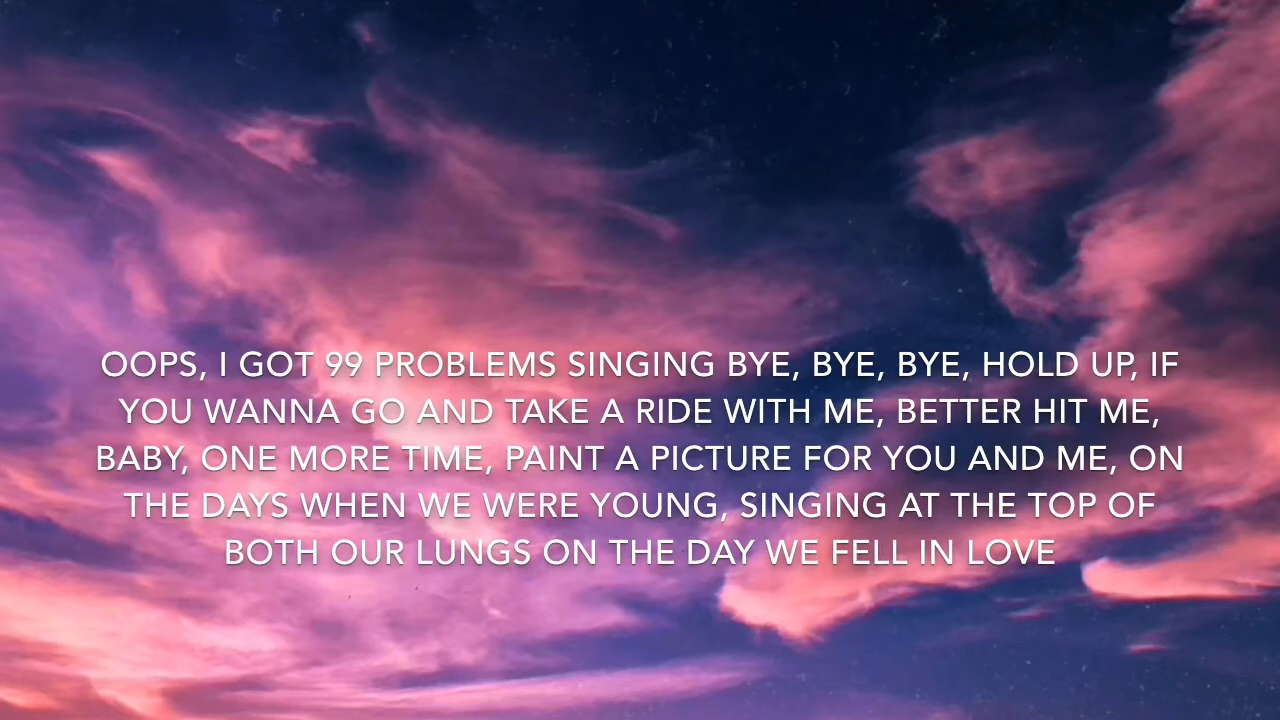 OOPS, I GOT 99 PROBLEMS SINGING BYE, BYE, BYE, HOLD UP, IF
YOU WANNA GO AND TAKE A RIDE WITH ME, BETTER HIT ME,
BABY, ONE MORE TIME, PAINT A PICTURE FOR YOU AND ME, ON
THE DAYS WHEN WE WERE YOUNG, SINGING AT THE TOP OF
BOTH OUR LUNGS ON THE DAY WE FELL IN LOVE